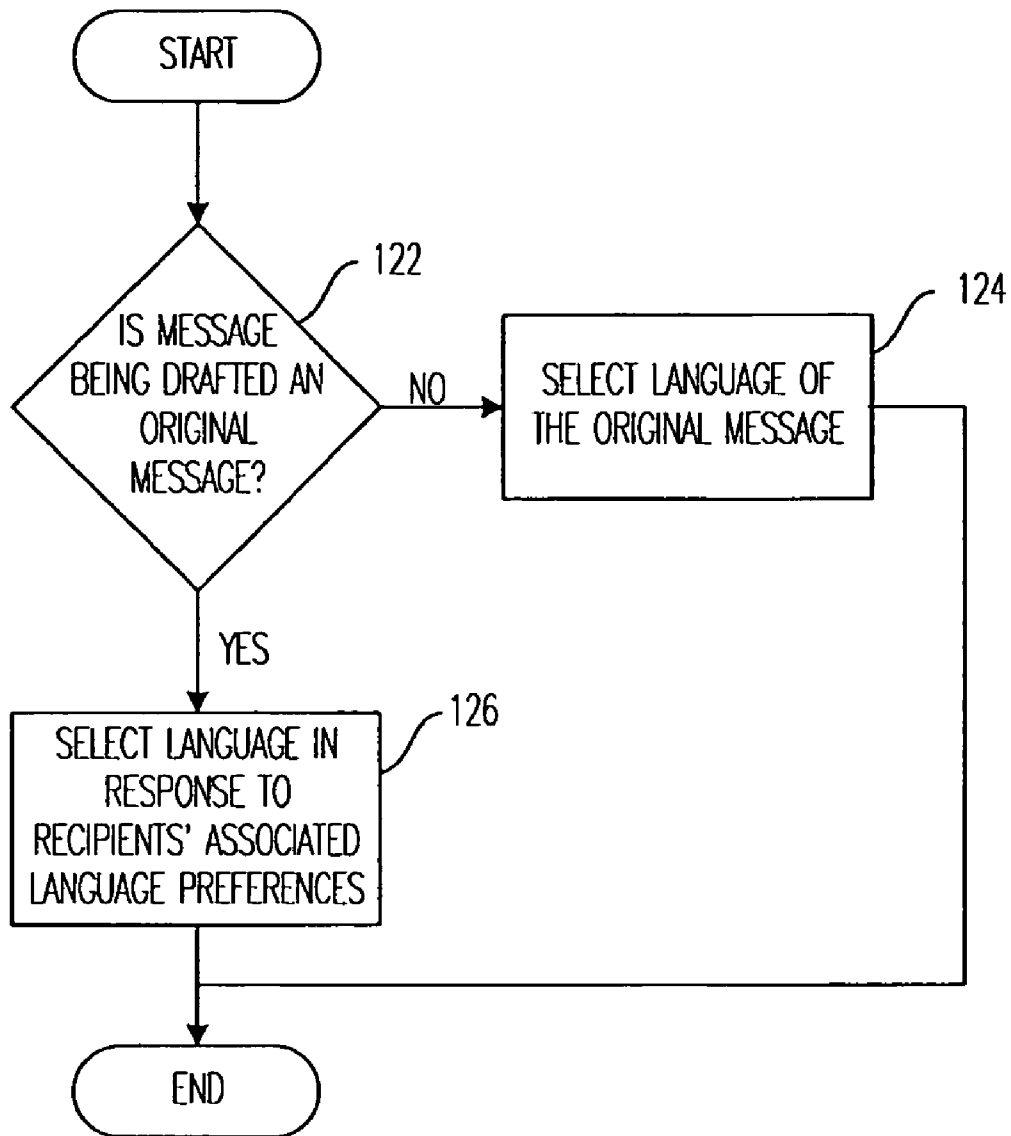 START
122
IS MESSAGE
BEING DRAFTED AN
ORIGINAL
MESSAGE?
NO
124
SELECT LANGUAGE OF
THE ORIGINAL MESSAGE
YES
126
SELECT LANGUAGE IN
RESPONSE TO
RECIPIENTS' ASSOCIATED
LANGUAGE PREFERENCES
END